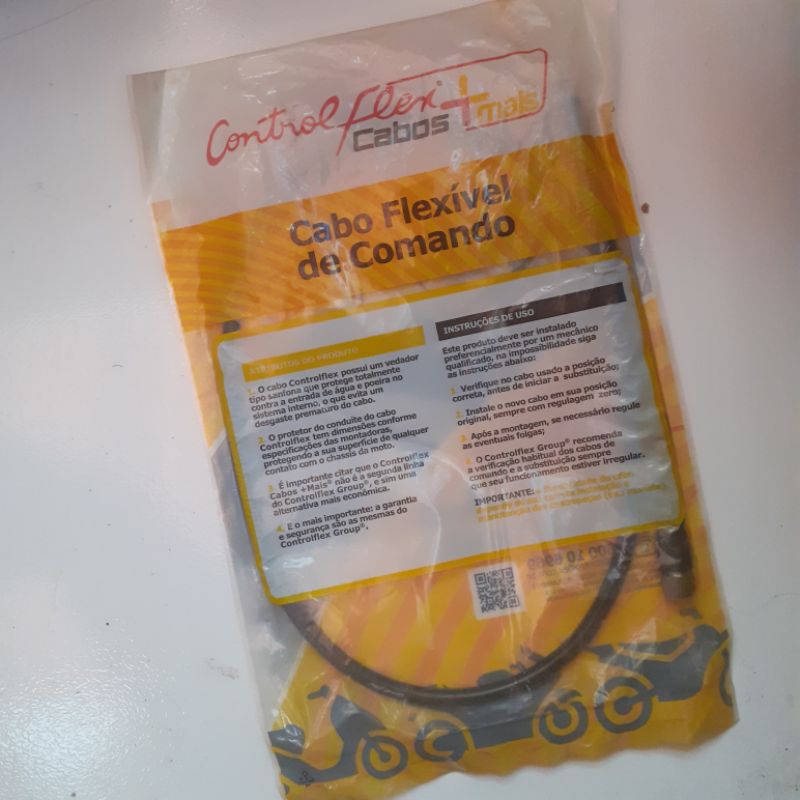 Control Flex
Cabos +mais
Cabo Flexível
de Comando
ATRIBUTOS DO PRODUTO
1. O cabo Controlflex possui um vedador
tipo sanfona que protege totalmente
contra a entrada de água e poeira no
sistema interno, o que evita um
desgaste prematuro do cabo.
2. O protetor do conduíte do cabo
Controlflex tem dimensões conforme
especificações das montadoras,
protegendo a sua superfície de qualquer
contato com o chassis da moto.
3. É importante citar que o Controlflex
Cabos +Mais® não é a segunda linha
do Controlflex Group®, e sim uma
alternativa mais econômica.
4. E o mais importante: a garantia
e segurança são as mesmas do
Controlflex Group®.
INSTRUÇÕES DE USO
Este produto deve ser instalado
preferencialmente por um mecânico
qualificado, na impossibilidade siga
as instruções abaixo:
1. Verifique no cabo usado a posição
correta, antes de iniciar a substituição;
2. Instale o novo cabo em sua posição
original, sempre com regulagem zero;
3. Após a montagem, se necessário regule
as eventuais folgas;
4. O Controlflex Group® recomenda
a verificação habitual dos cabos de
comando e a substituição sempre
que seu funcionamento estiver irregular.
IMPORTANTE: